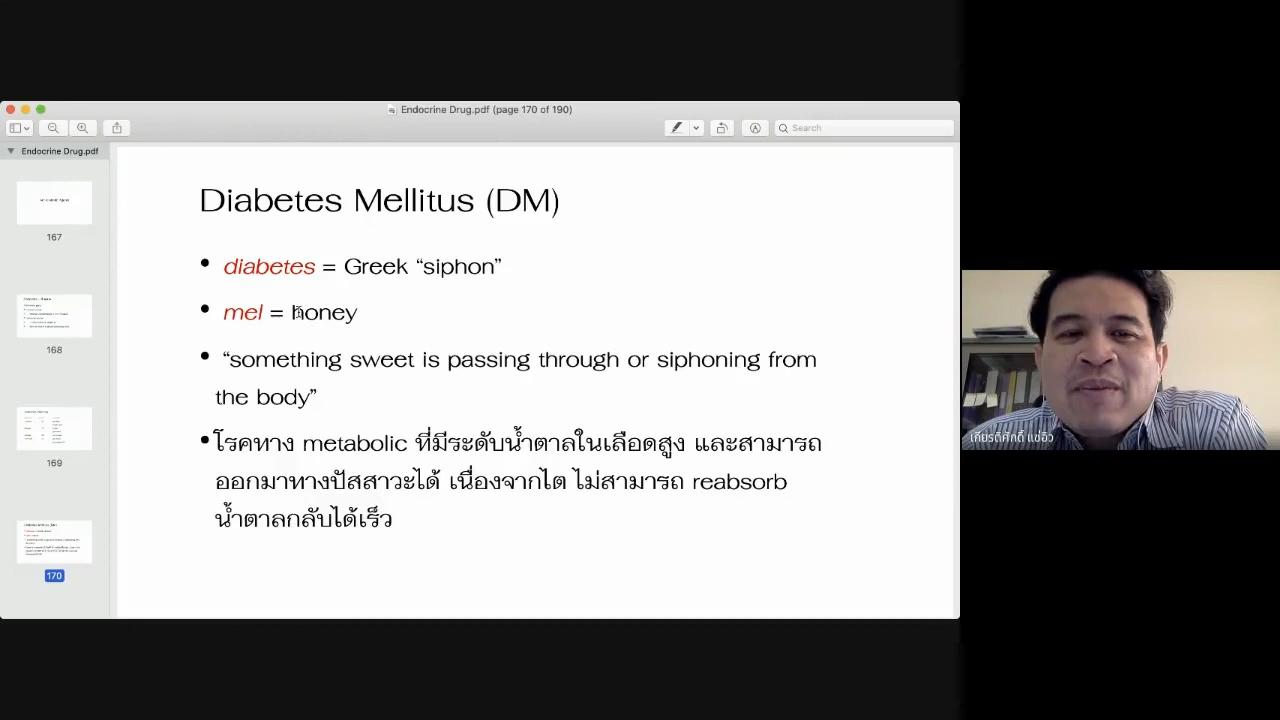 Endocrine Drug.pdf (page 170 of 190)
Search
Endocrine Drug.pdf
167
168
169
170
Diabetes Mellitus (DM)
• diabetes = Greek “siphon”
• mel = honey
• “something sweet is passing through or siphoning from
the body”
•โรคทาง metabolic ที่มีระดับน้ำตาลในเลือดสูง และสามารถ
ออกมาทางปัสสาวะได้ เนื่องจากไต ไม่สามารถ reabsorb
น้ำตาลกลับได้เร็ว
เกียรติศักดิ์ แซ่อิว